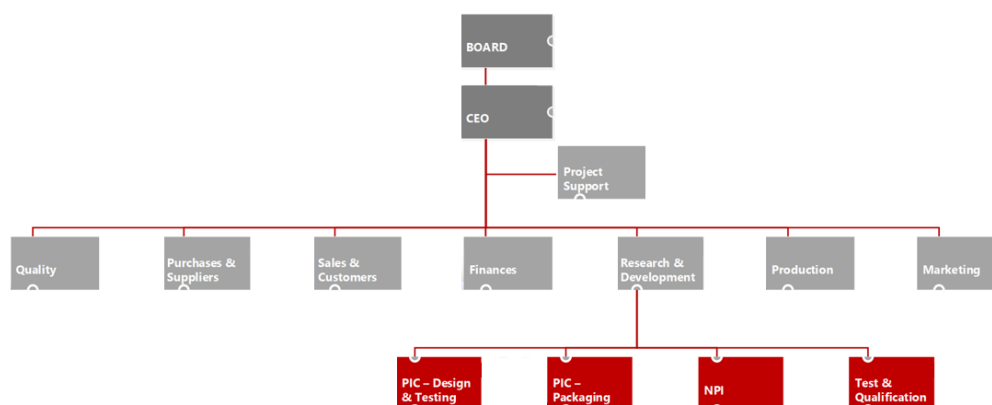 BOARD
CEO
Project
Support
Quality
Purchases &
Suppliers
Sales &
Customers
Finances
Research &
Development
Production
Marketing
PIC – Design
& Testing
PIC –
Packaging
NPI
Test &
Qualification